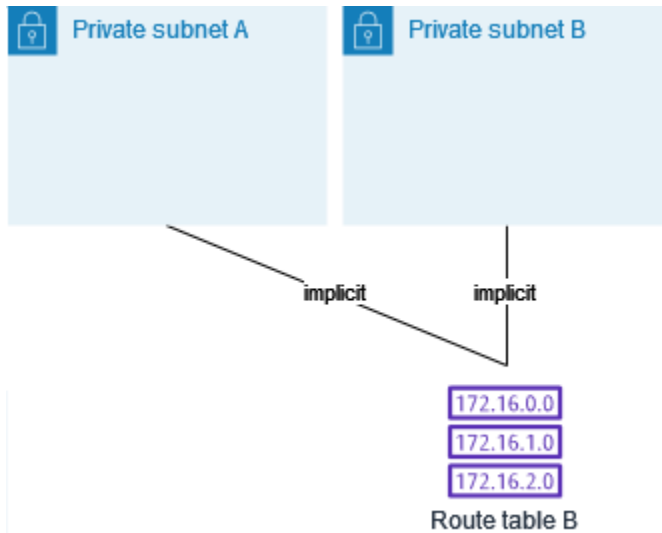 Private subnet A
Private subnet B
implicit
implicit
172.16.0.0
172.16.1.0
172.16.2.0
Route table B